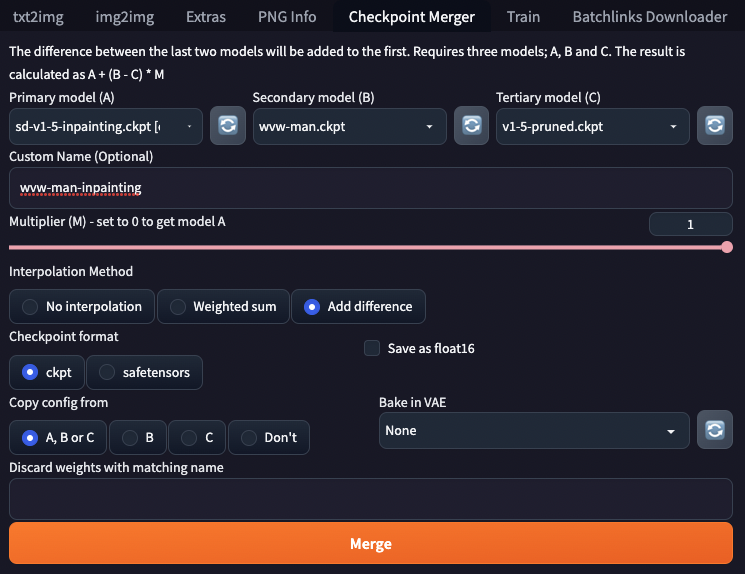 txt2img img2img Extras PNG Info Checkpoint Merger Train Batchlinks Downloader
The difference between the last two models will be added to the first. Requires three models; A, B and C. The result is
calculated as A + (B - C) * M
Primary model (A) Secondary model (B) Tertiary model (C)
sd-v1-5-inpainting.ckpt [ wvw-man.ckpt v1-5-pruned.ckpt
Custom Name (Optional)
wvw-man-inpainting
Multiplier (M) - set to 0 to get model A 1
Interpolation Method
No interpolation Weighted sum Add difference
Checkpoint format
Save as float16
ckpt safetensors
Copy config from Bake in VAE
A, B or C B C Don't None
Discard weights with matching name
Merge